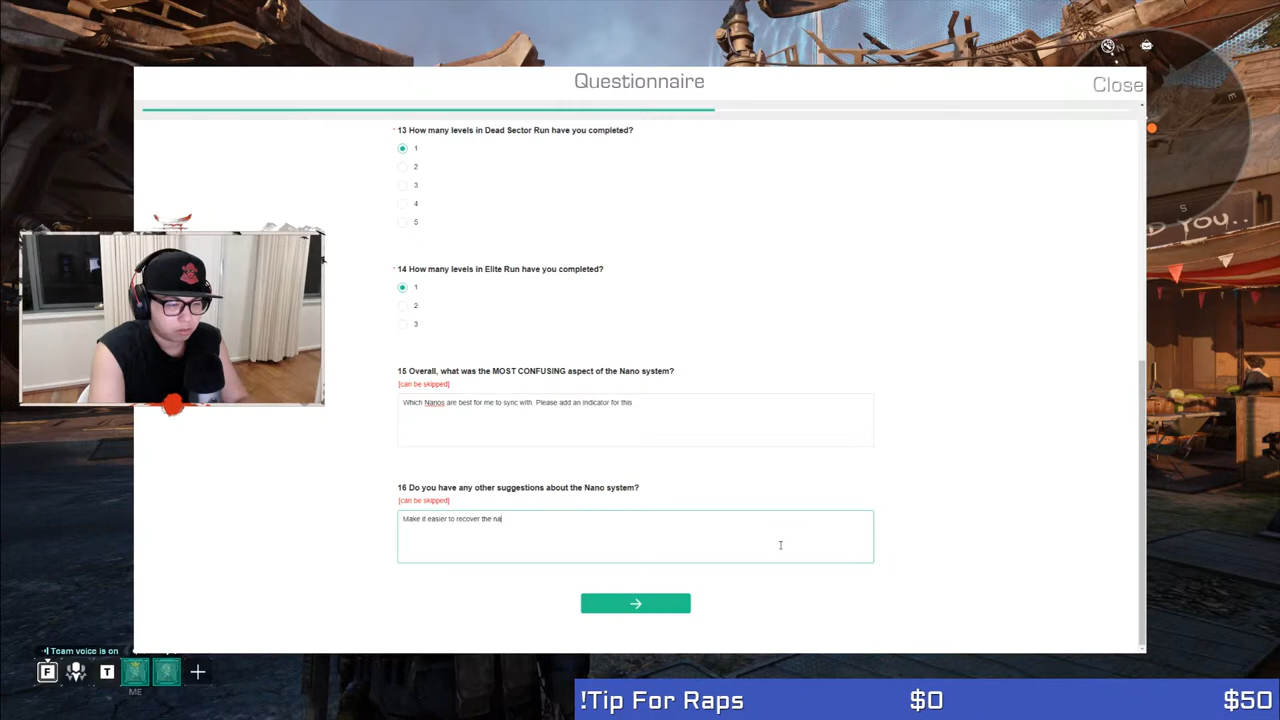 Questionnaire
Close
* 13 How many levels in Dead Sector Run have you completed?
1
2
3
4
5
* 14 How many levels in Elite Run have you completed?
1
2
3
15 Overall, what was the MOST CONFUSING aspect of the Nano system?
[can be skipped]
Which Nanos are best for me to sync with. Please add an indicator for this
16 Do you have any other suggestions about the Nano system?
[can be skipped]
Make it easier to recover the na
N
E
S
D YOU..
Team voice is on
F
T
ME
!Tip For Raps $0 $50